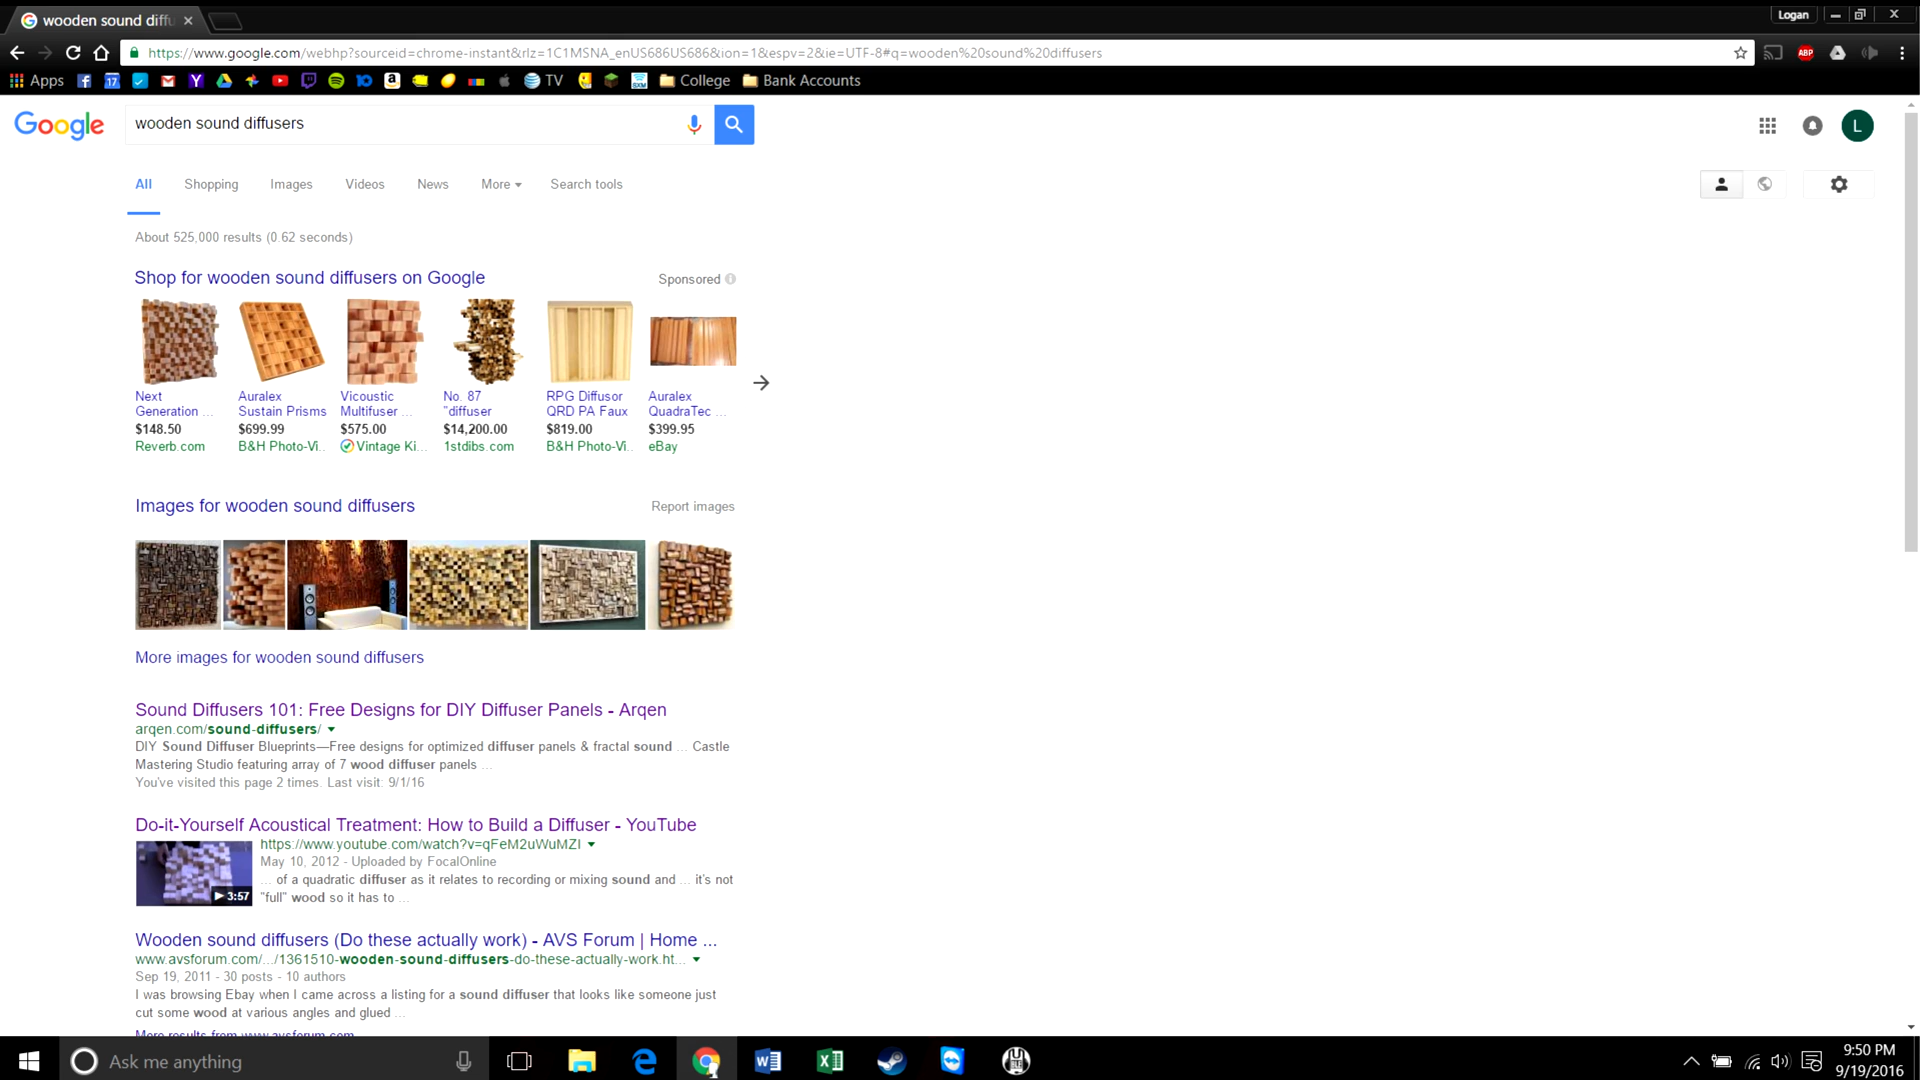 wooden sound diffu
Logan
https://www.google.com/webhp?sourceid=chrome-instant&rlz=1C1MSNA_enUS686US686&ion=1&espv=2&ie=UTF-8#q=wooden%20sound%20diffusers
ABP
Apps
17
TV
College
Bank Accounts
Google
wooden sound diffusers
L
All Shopping Images Videos News More Search tools
About 525,000 results (0.62 seconds)
Shop for wooden sound diffusers on Google
Sponsored
Next Auralex Vicoustic No. 87 RPG Diffusor Auralex
Generation ... Sustain Prisms Multifuser ... "diffuser QRD PA Faux QuadraTec ...
$148.50 $699.99 $575.00 $14,200.00 $819.00 $399.95
Reverb.com B&H Photo-Vi.. Vintage Ki... 1stdibs.com B&H Photo-Vi.. eBay
Images for wooden sound diffusers
Report images
More images for wooden sound diffusers
Sound Diffusers 101: Free Designs for DIY Diffuser Panels - Arqen
arqen.com/sound-diffusers/
DIY Sound Diffuser Blueprints—Free designs for optimized diffuser panels & fractal sound ... Castle
Mastering Studio featuring array of 7 wood diffuser panels ...
You've visited this page 2 times. Last visit: 9/1/16
Do-it-Yourself Acoustical Treatment: How to Build a Diffuser - YouTube
https://www.youtube.com/watch?v=qFeM2uWuMZI
May 10, 2012 - Uploaded by FocalOnline
... of a quadratic diffuser as it relates to recording or mixing sound and ... it's not
"full" wood so it has to ...
3:57
Wooden sound diffusers (Do these actually work) - AVS Forum | Home ...
www.avsforum.com/.../1361510-wooden-sound-diffusers-do-these-actually-work.ht...
Sep 19, 2011 - 30 posts - 10 authors
I was browsing Ebay when I came across a listing for a sound diffuser that looks like someone just
cut some wood at various angles and glued ...
More results from www.avsforum.com
Ask me anything
9:50 PM
9/19/2016